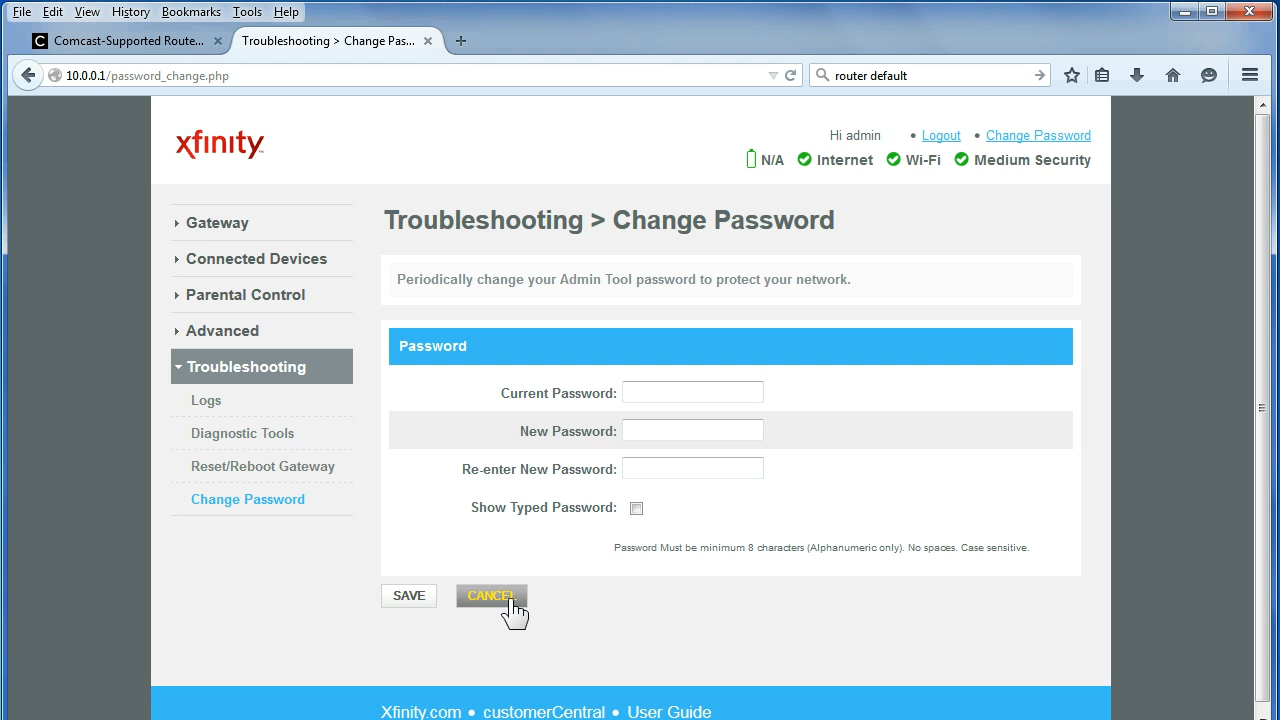 File Edit View History Bookmarks Tools Help
C Comcast-Supported Route... Troubleshooting > Change Pas...
10.0.0.1/password_change.php router default
xfinity
Hi admin • Logout • Change Password
N/A Internet Wi-Fi Medium Security
Gateway
Connected Devices
Parental Control
Advanced
Troubleshooting
Logs
Diagnostic Tools
Reset/Reboot Gateway
Change Password
Troubleshooting > Change Password
Periodically change your Admin Tool password to protect your network.
Password
Current Password:
New Password:
Re-enter New Password:
Show Typed Password:
Password Must be minimum 8 characters (Alphanumeric only). No spaces. Case sensitive.
SAVE CANCEL
Xfinity.com • customerCentral • User Guide